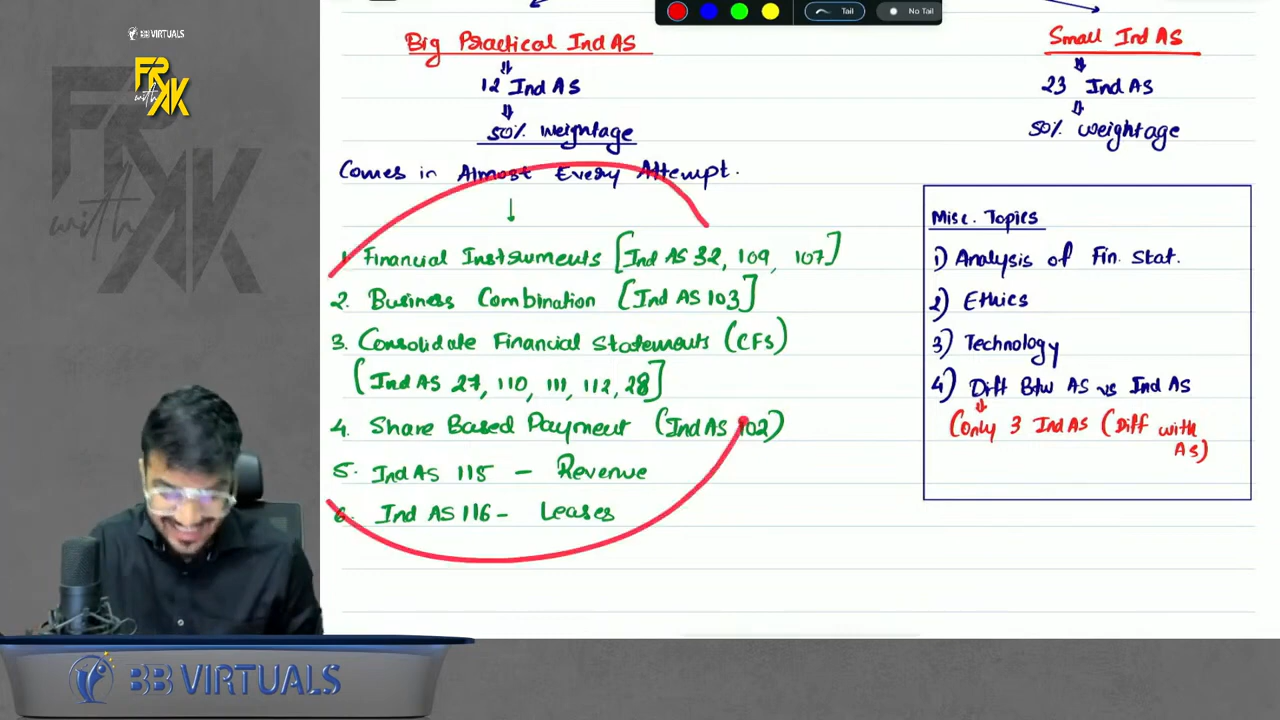 BB VIRTUALS
FR
with
AK
FR
with
AK
Tail
No Tail
Big Practical Ind AS
12 Ind AS
50% weightage
Comes in Almost Every Attempt.
1. Financial Instruments [Ind AS 32, 109, 107]
2. Business Combination [Ind AS 103]
3. Consolidate Financial Statements (CFS)
[Ind AS 27, 110, 111, 112, 28]
4. Share Based Payment (Ind AS 102)
5. Ind AS 115 - Revenue
6. Ind AS 116 - Leases
Small Ind AS
23 Ind AS
50% weightage
Misc. Topics
1) Analysis of Fin. Stat.
2) Ethics
3) Technology
4) Diff Btw AS vs Ind AS
(Only 3 Ind AS (Diff with
AS)
BB VIRTUALS